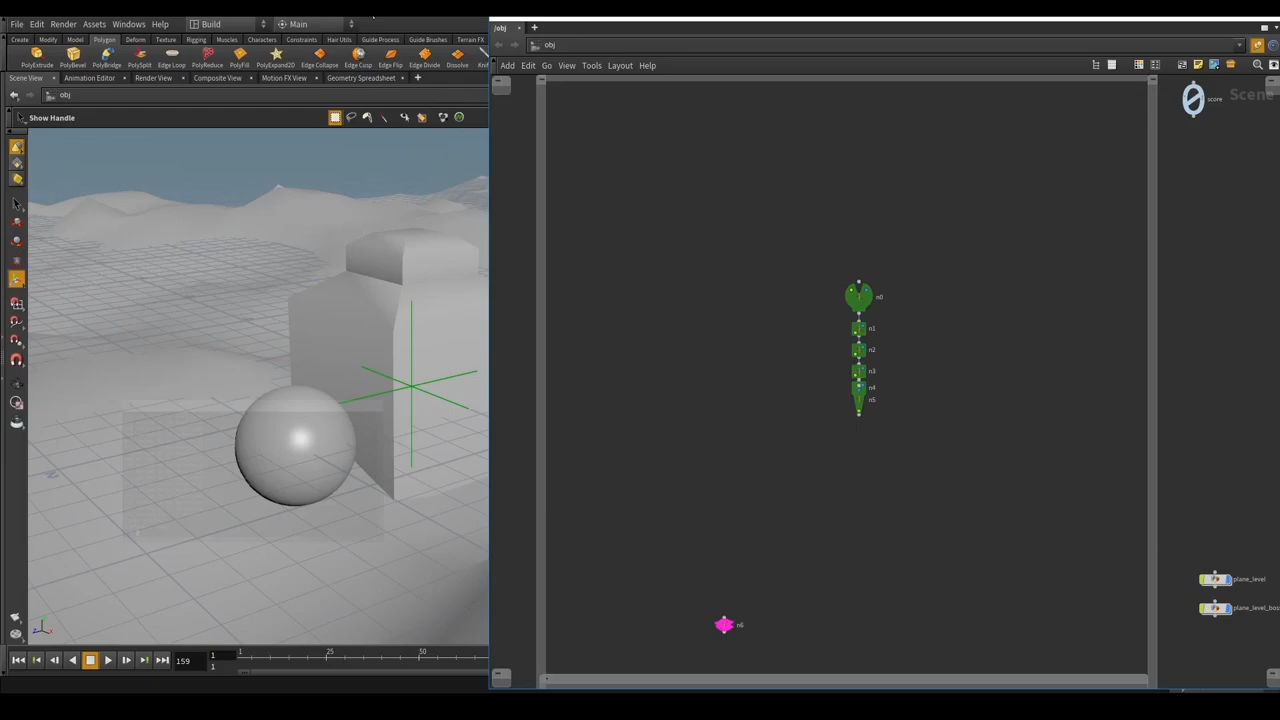 File Edit Render Assets Windows Help Build Main
Create Modify Model Polygon Deform Texture Rigging Muscles Characters Constraints Hair Utils Guide Process Guide Brushes Terrain FX
PolyExtrude PolyBevel PolyBridge PolySplit PolyFill Edge Loop PolyReduce PolyExpand2D Edge Collapse Edge Cusp Edge Flip Edge Divide Dissolve
Scene View Animation Editor Render View Composite View Motion FX View Geometry Spreadsheet
obj
Show Handle
159
1
1
1 25 50
/obj
obj
Add Edit Go View Tools Layout Help
Scene
score
n0
n1
n2
n3
n4
n5
n6
plane_level
plane_level_bos